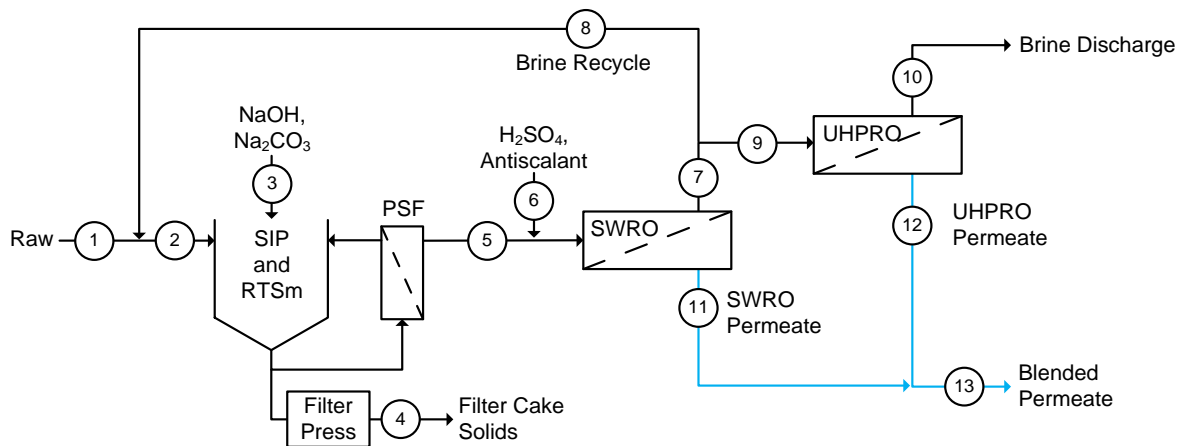 8
Brine Recycle
10
Brine Discharge
NaOH,
Na₂CO₃
3
H₂SO₄,
Antiscalant
6
7
9
UHPRO
Raw
1
2
SIP
and
RTSm
PSF
5
SWRO
12
UHPRO
Permeate
11
SWRO
Permeate
Filter
Press
4
Filter Cake
Solids
13
Blended
Permeate